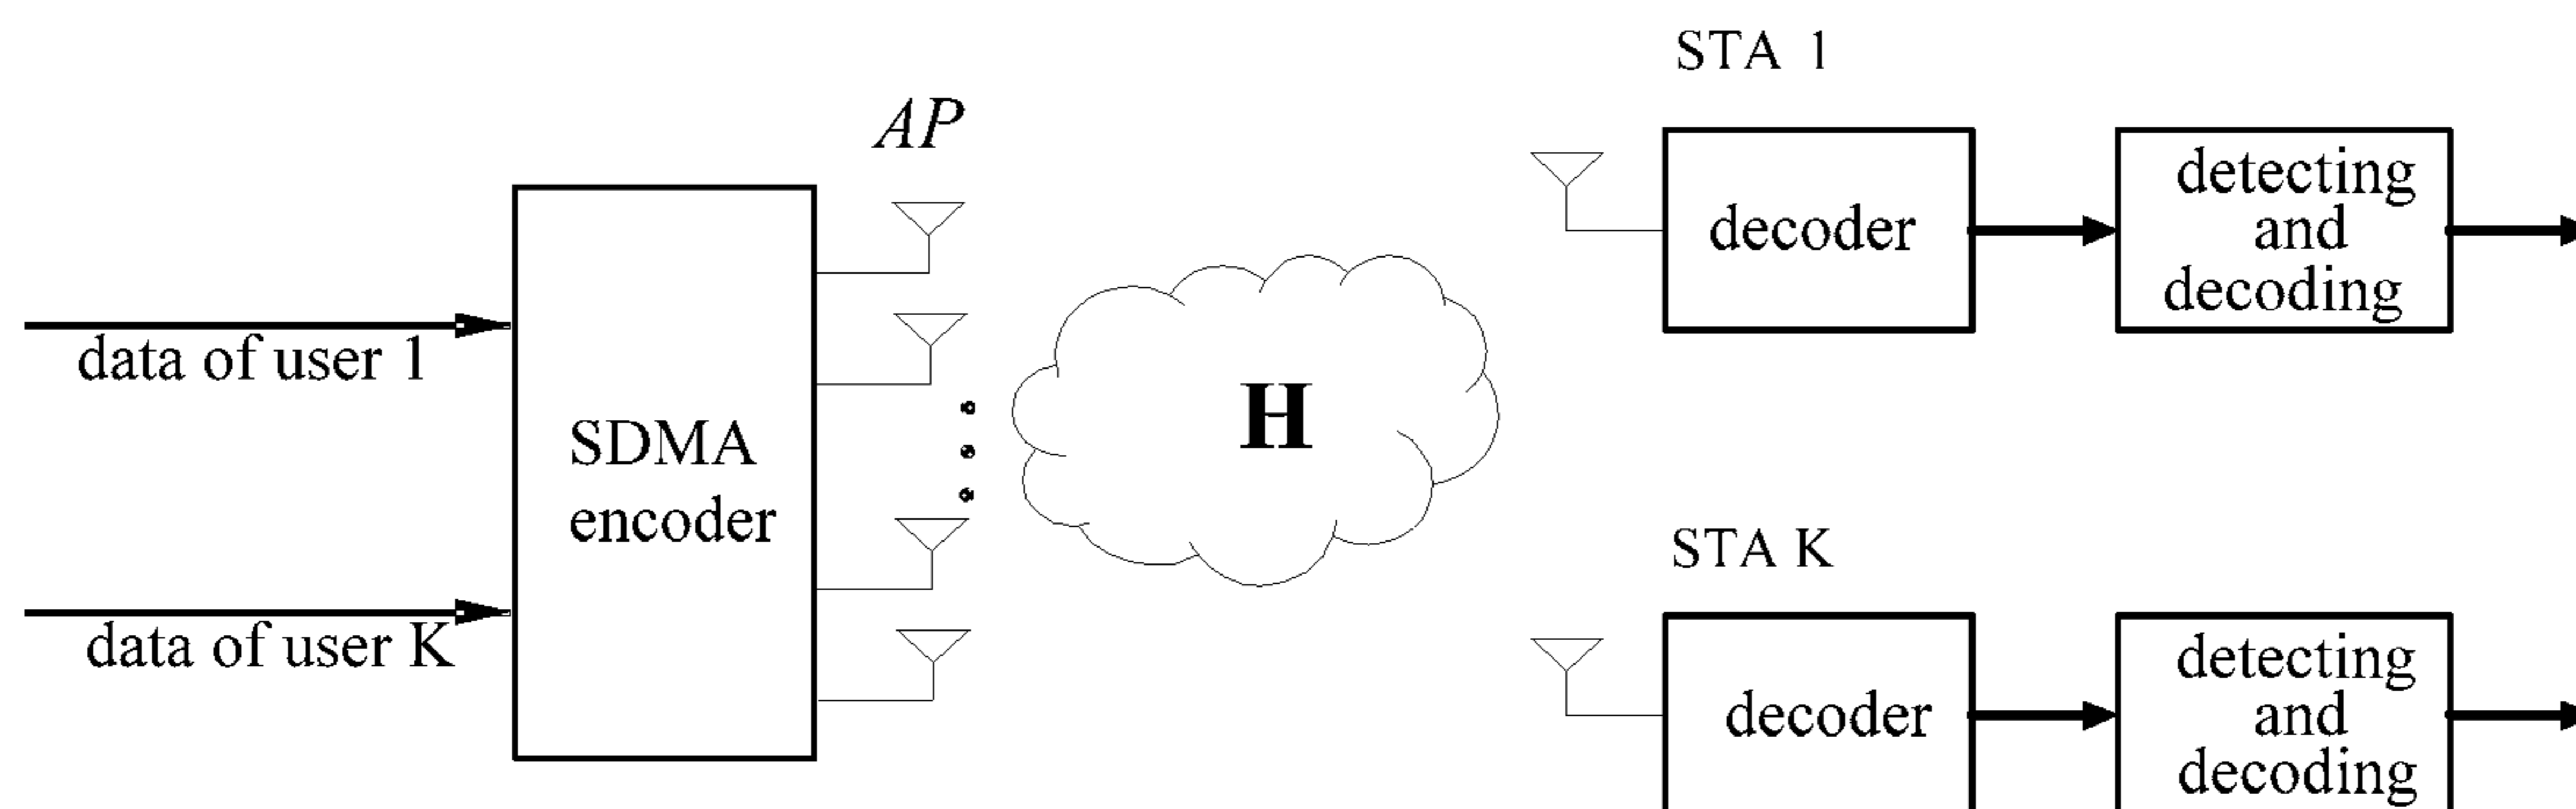 data of user 1
data of user K
SDMA
encoder
AP
H
STA 1
decoder
detecting
and
decoding
STA K
decoder
detecting
and
decoding